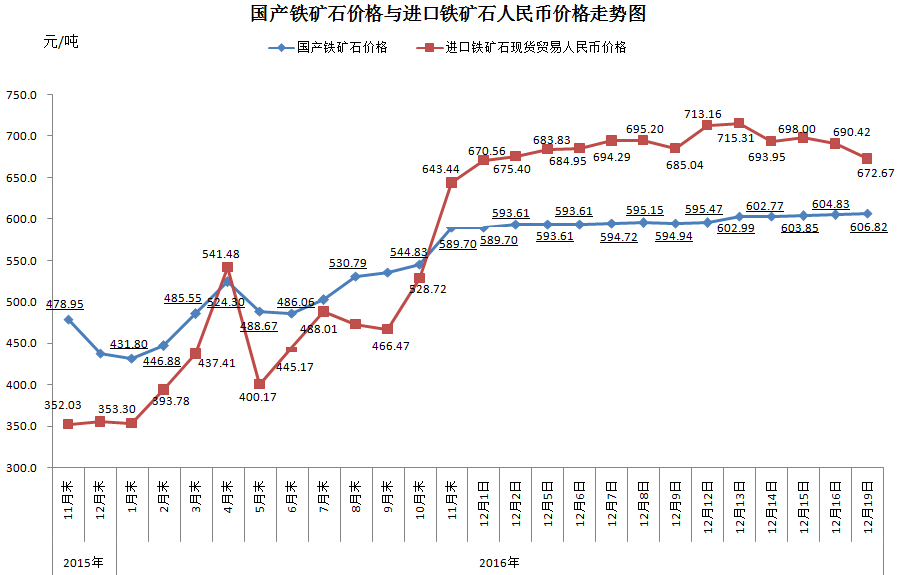 国产铁矿石价格与进口铁矿石人民币价格走势图
元/吨
国产铁矿石价格 进口铁矿石现货贸易人民币价格
750.0
700.0
650.0
600.0
550.0
500.0
450.0
400.0
350.0
300.0
478.95
431.80
446.88
485.55
524.30
488.67
486.06
530.79
544.83
589.70
589.70
593.61
593.61
593.61
594.72
595.15
594.94
595.47
602.99
602.77
603.85
604.83
606.82
352.03
353.30
393.78
437.41
541.48
400.17
445.17
488.01
466.47
528.72
643.44
670.56
675.40
683.83
684.95
694.29
695.20
685.04
713.16
715.31
693.95
698.00
690.42
672.67
11月末
12月末
1月末
2月末
3月末
4月末
5月末
6月末
7月末
8月末
9月末
10月末
11月末
12月1日
12月2日
12月5日
12月6日
12月7日
12月8日
12月9日
12月12日
12月13日
12月14日
12月15日
12月16日
12月19日
2015年 2016年